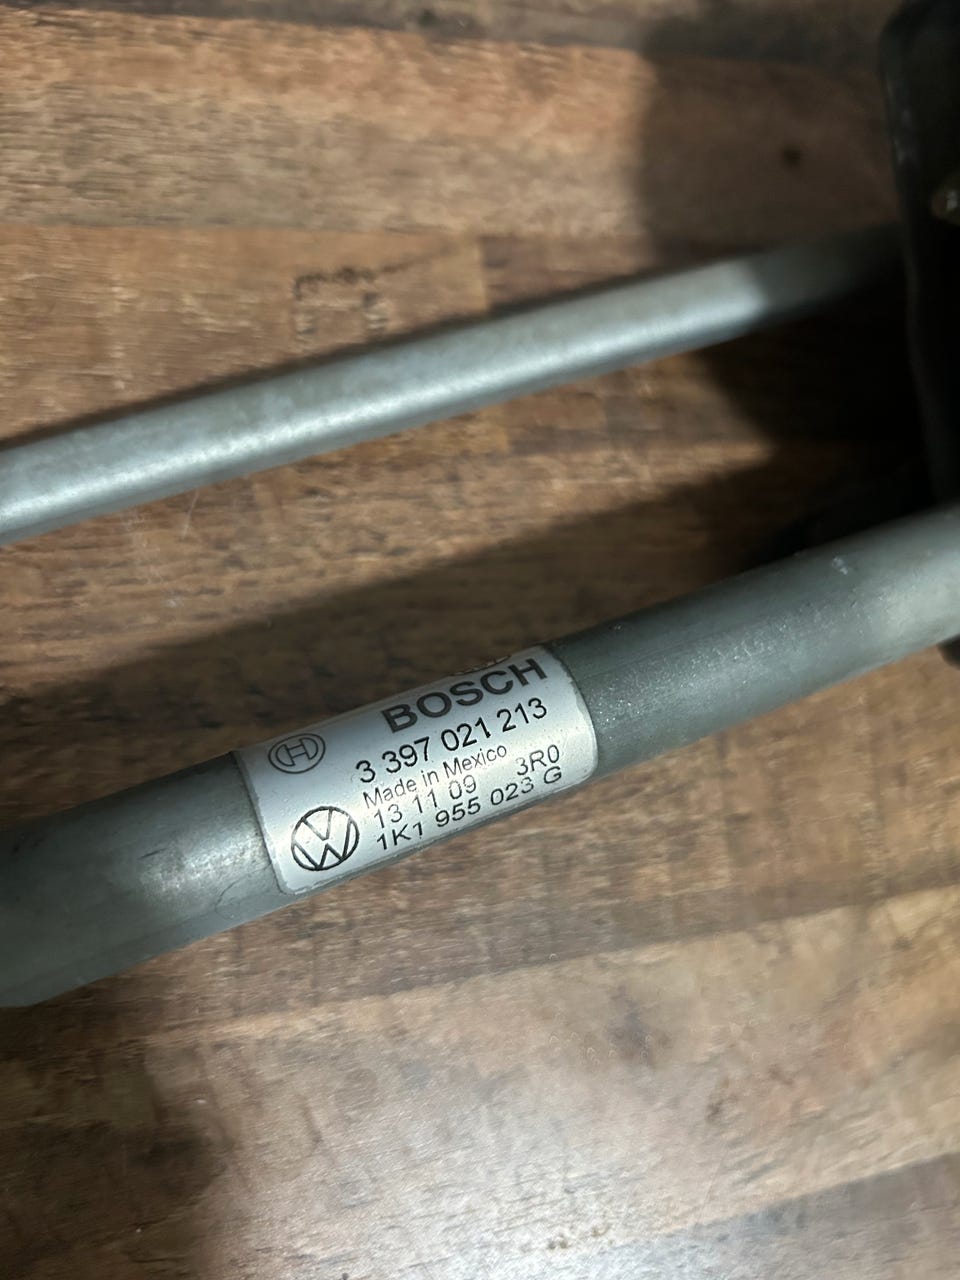 BOSCH
3 397 021 213
Made in Mexico
13 11 09 3R0
1K1 955 023 G